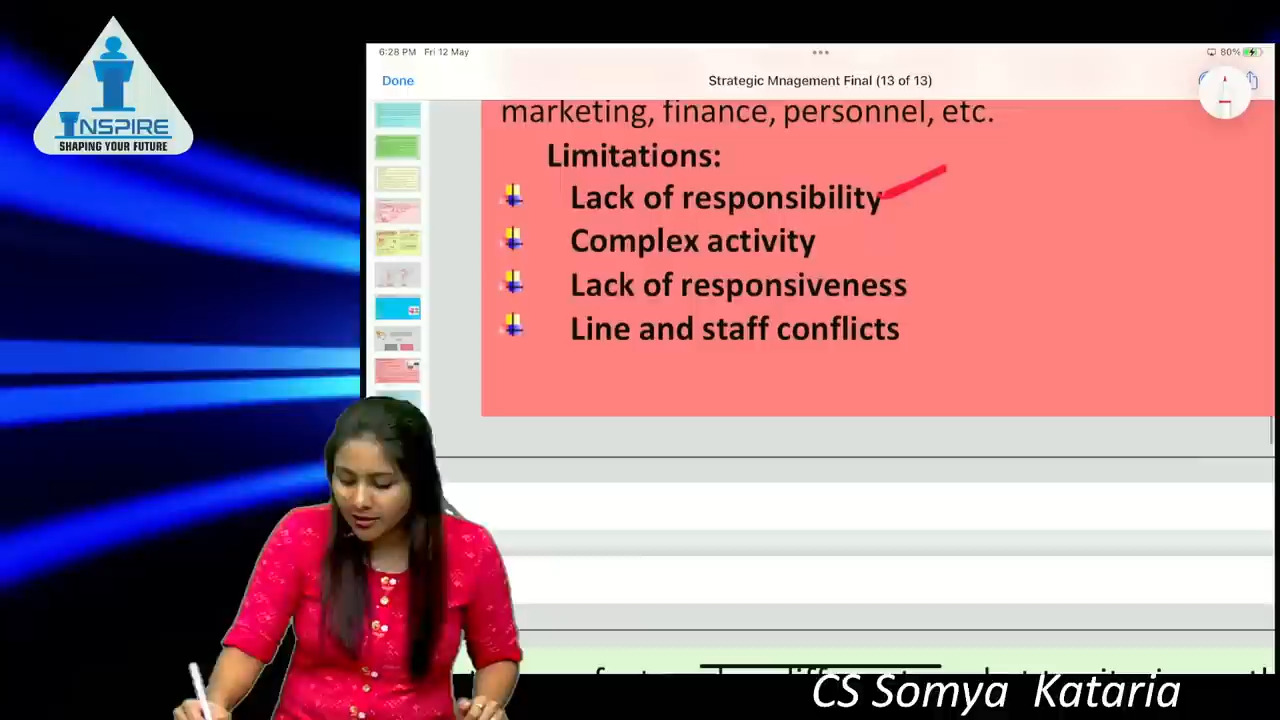 INSPIRE
SHAPING YOUR FUTURE
6:28 PM Fri 12 May
80%
Done
Strategic Mnagement Final (13 of 13)
marketing, finance, personnel, etc.
Limitations:
Lack of responsibility
Complex activity
Lack of responsiveness
Line and staff conflicts
CS Somya Kataria